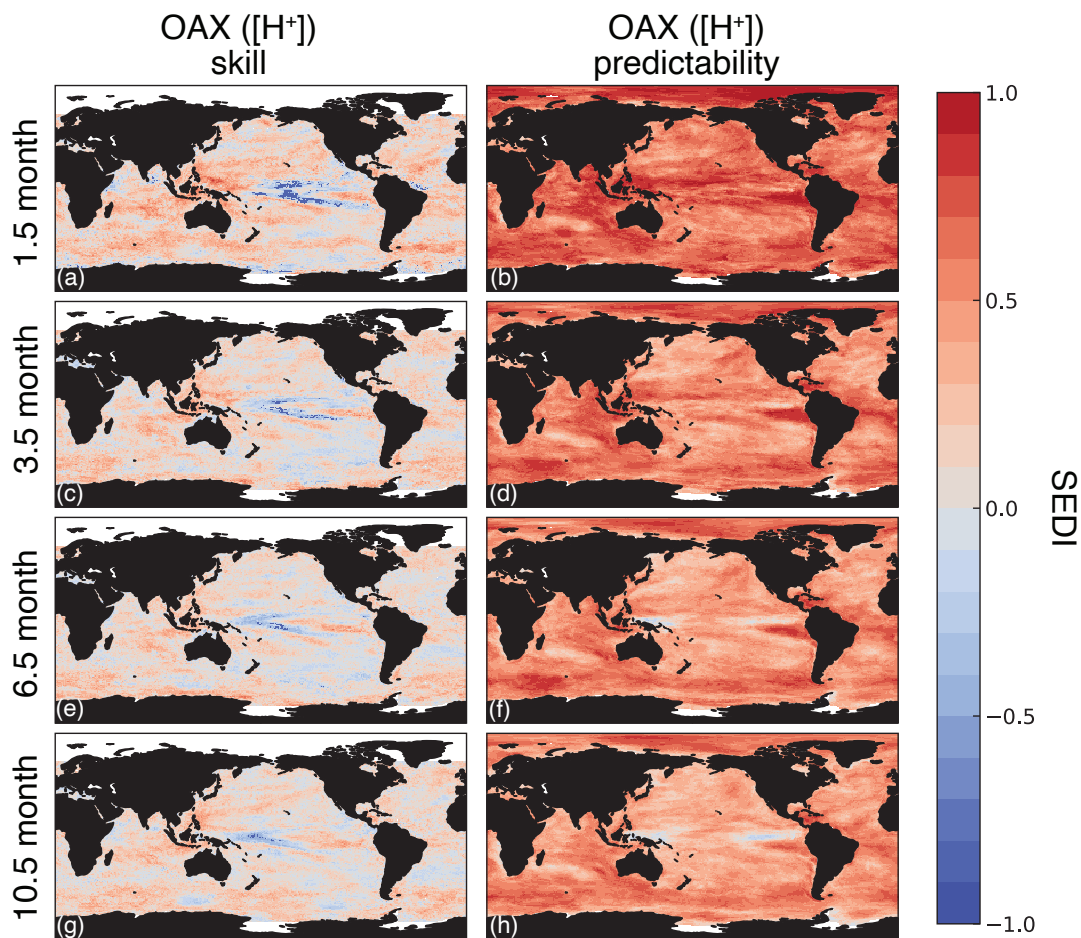 OAX ([H⁺])
skill
OAX ([H⁺])
predictability
1.5 month
(a)
(b)
3.5 month
(c)
(d)
6.5 month
(e)
(f)
10.5 month
(g)
(h)
1.0
0.5
0.0
−0.5
−1.0
SEDI